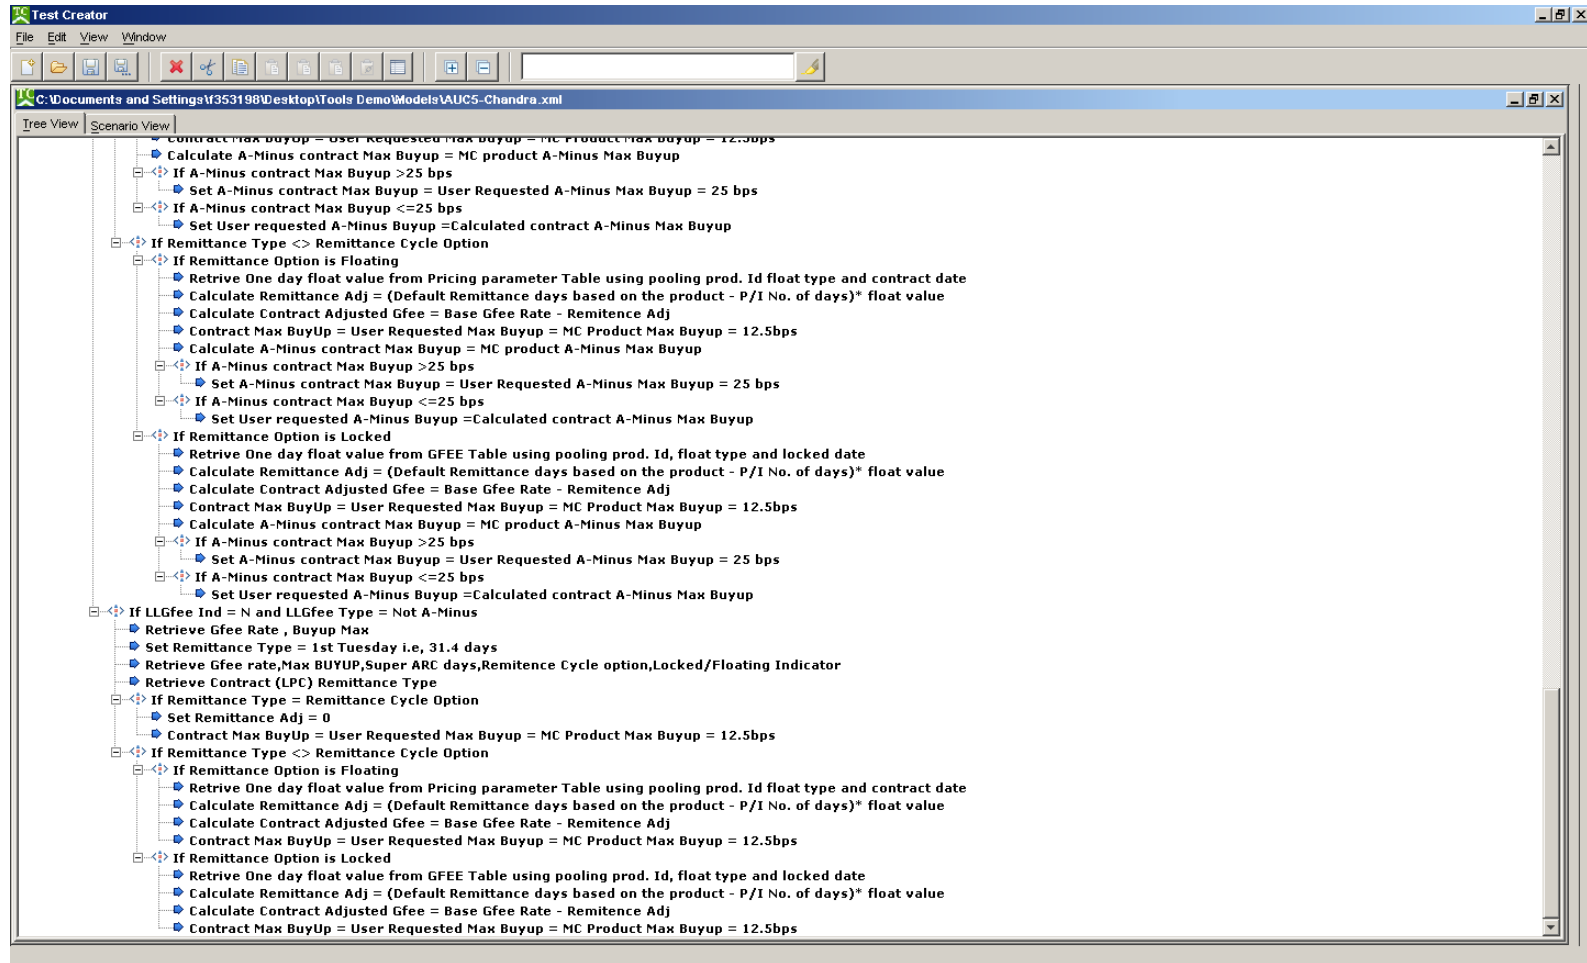 Test Creator
File Edit View Window
C:\Documents and Settings\f353198\Desktop\Tools Demo\Models\AUC5-Chandra.xml
Tree View Scenario View
Contract Max BuyUp = User Requested Max Buyup = MC Product Max Buyup = 12.5bps
Calculate A-Minus contract Max Buyup = MC product A-Minus Max Buyup
If A-Minus contract Max Buyup >25 bps
Set A-Minus contract Max Buyup = User Requested A-Minus Max Buyup = 25 bps
If A-Minus contract Max Buyup <=25 bps
Set User requested A-Minus Buyup =Calculated contract A-Minus Max Buyup
If Remittance Type <> Remittance Cycle Option
If Remittance Option is Floating
Retrive One day float value from Pricing parameter Table using pooling prod. Id float type and contract date
Calculate Remittance Adj = (Default Remittance days based on the product - P/I No. of days)* float value
Calculate Contract Adjusted Gfee = Base Gfee Rate - Remitence Adj
Contract Max BuyUp = User Requested Max Buyup = MC Product Max Buyup = 12.5bps
Calculate A-Minus contract Max Buyup = MC product A-Minus Max Buyup
If A-Minus contract Max Buyup >25 bps
Set A-Minus contract Max Buyup = User Requested A-Minus Max Buyup = 25 bps
If A-Minus contract Max Buyup <=25 bps
Set User requested A-Minus Buyup =Calculated contract A-Minus Max Buyup
If Remittance Option is Locked
Retrive One day float value from GFEE Table using pooling prod. Id, float type and locked date
Calculate Remittance Adj = (Default Remittance days based on the product - P/I No. of days)* float value
Calculate Contract Adjusted Gfee = Base Gfee Rate - Remitence Adj
Contract Max BuyUp = User Requested Max Buyup = MC Product Max Buyup = 12.5bps
Calculate A-Minus contract Max Buyup = MC product A-Minus Max Buyup
If A-Minus contract Max Buyup >25 bps
Set A-Minus contract Max Buyup = User Requested A-Minus Max Buyup = 25 bps
If A-Minus contract Max Buyup <=25 bps
Set User requested A-Minus Buyup =Calculated contract A-Minus Max Buyup
If LLGfee Ind = N and LLGfee Type = Not A-Minus
Retrieve Gfee Rate , Buyup Max
Set Remittance Type = 1st Tuesday i.e, 31.4 days
Retrieve Gfee rate,Max BUYUP,Super ARC days,Remitence Cycle option,Locked/Floating Indicator
Retrieve Contract (LPC) Remittance Type
If Remittance Type = Remittance Cycle Option
Set Remittance Adj = 0
Contract Max BuyUp = User Requested Max Buyup = MC Product Max Buyup = 12.5bps
If Remittance Type <> Remittance Cycle Option
If Remittance Option is Floating
Retrive One day float value from Pricing parameter Table using pooling prod. Id float type and contract date
Calculate Remittance Adj = (Default Remittance days based on the product - P/I No. of days)* float value
Calculate Contract Adjusted Gfee = Base Gfee Rate - Remitence Adj
Contract Max BuyUp = User Requested Max Buyup = MC Product Max Buyup = 12.5bps
If Remittance Option is Locked
Retrive One day float value from GFEE Table using pooling prod. Id, float type and locked date
Calculate Remittance Adj = (Default Remittance days based on the product - P/I No. of days)* float value
Calculate Contract Adjusted Gfee = Base Gfee Rate - Remitence Adj
Contract Max BuyUp = User Requested Max Buyup = MC Product Max Buyup = 12.5bps